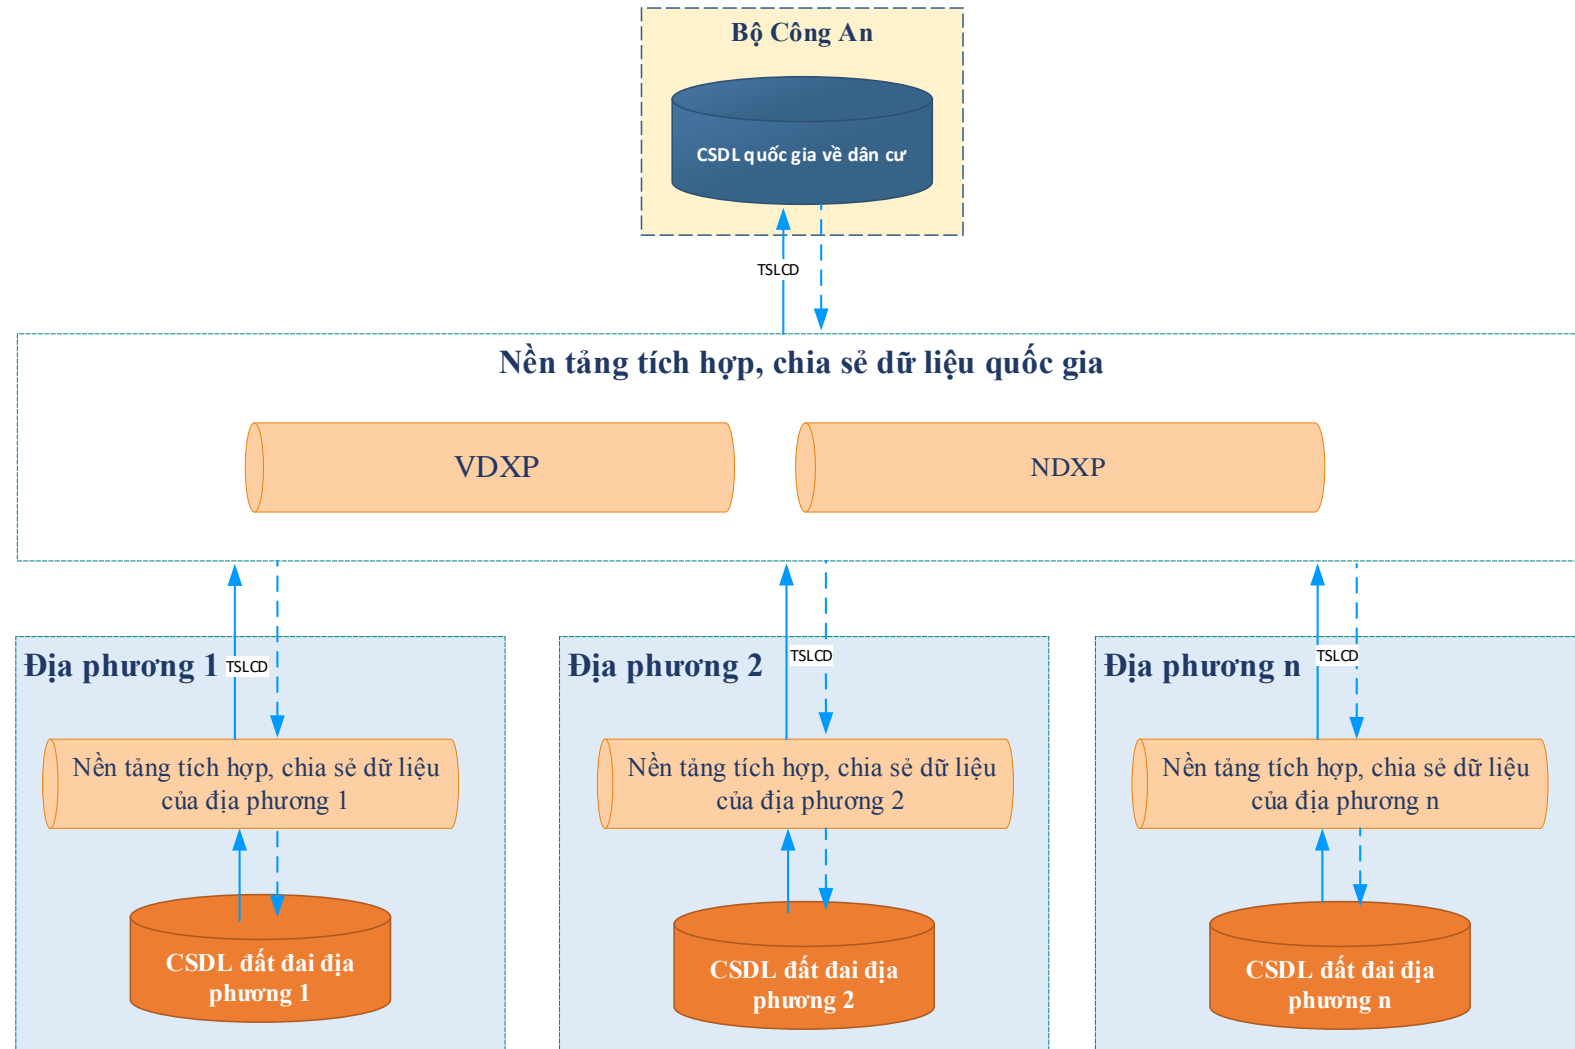 Bộ Công An
CSDL quốc gia về dân cư
TSLCD
Nền tảng tích hợp, chia sẻ dữ liệu quốc gia
VDXP
NDXP
Địa phương 1
TSLCD
Nền tảng tích hợp, chia sẻ dữ liệu
của địa phương 1
CSDL đất đai địa
phương 1
Địa phương 2
TSLCD
Nền tảng tích hợp, chia sẻ dữ liệu
của địa phương 2
CSDL đất đai địa
phương 2
Địa phương n
TSLCD
Nền tảng tích hợp, chia sẻ dữ liệu
của địa phương n
CSDL đất đai địa
phương n